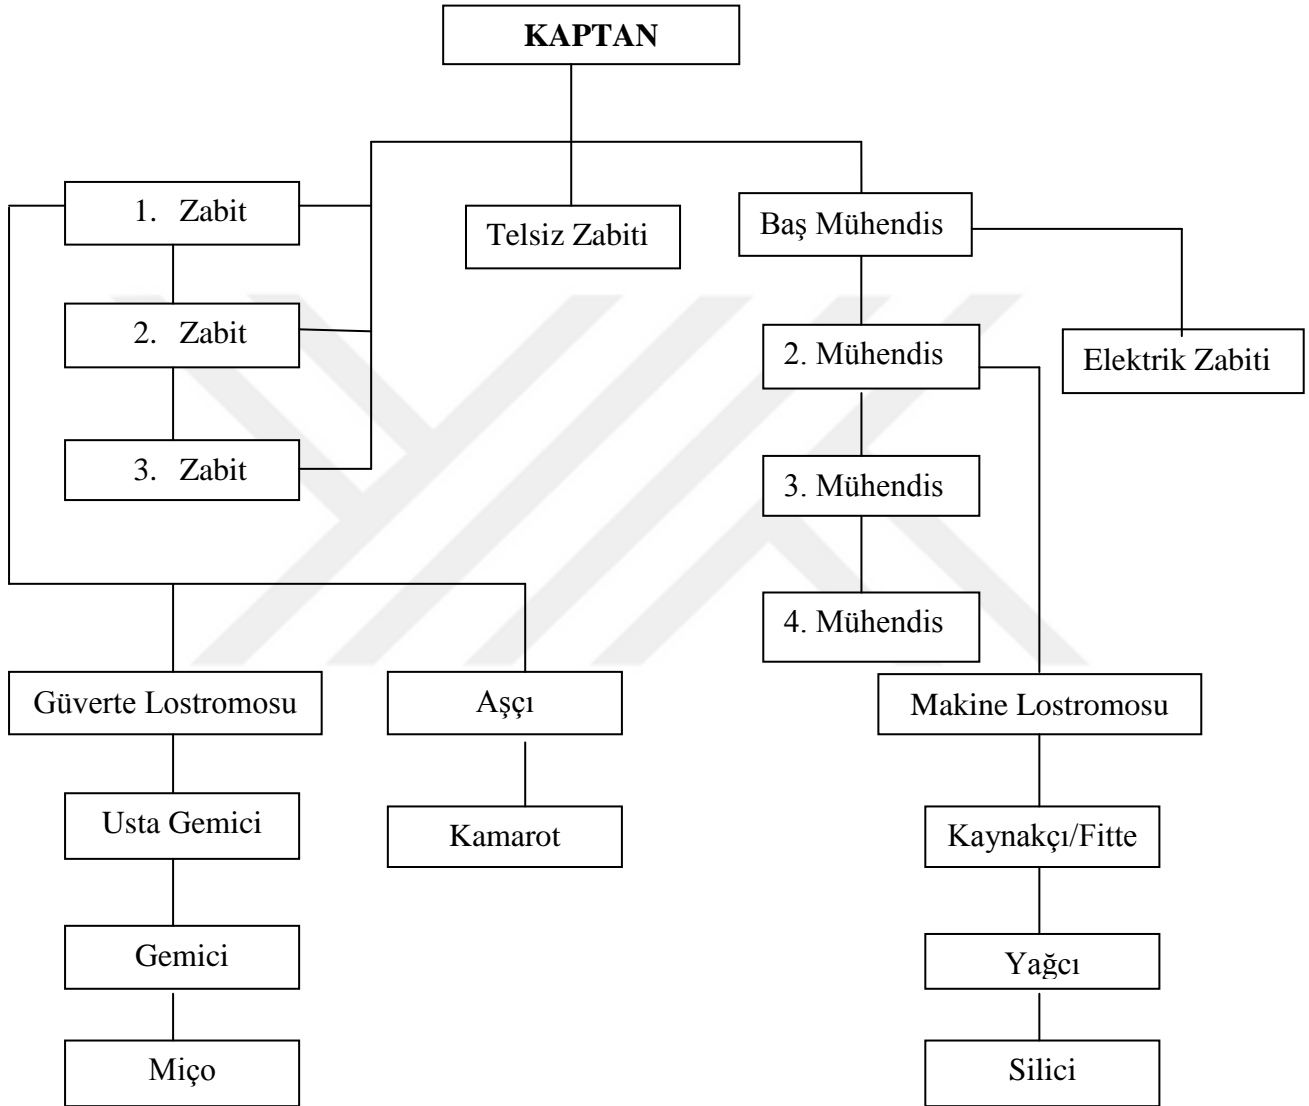 KAPTAN
1. Zabit
Telsiz Zabiti
Baş Mühendis
2. Zabit
2. Mühendis
Elektrik Zabiti
3. Zabit
3. Mühendis
4. Mühendis
Güverte Lostromosu
Aşçı
Makine Lostromosu
Usta Gemici
Kamarot
Kaynakçı/Fitte
Gemici
Yağcı
Miço
Silici